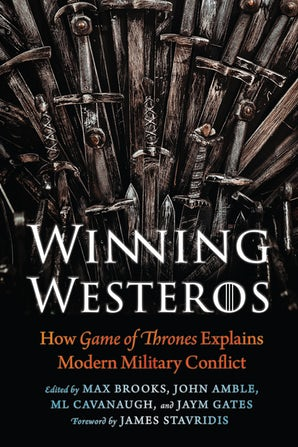 WINNING
WESTEROS
How Game of Thrones Explains
Modern Military Conflict
Edited by MAX BROOKS, JOHN AMBLE,
ML CAVANAUGH, and JAYM GATES
Foreword by JAMES STAVRIDIS